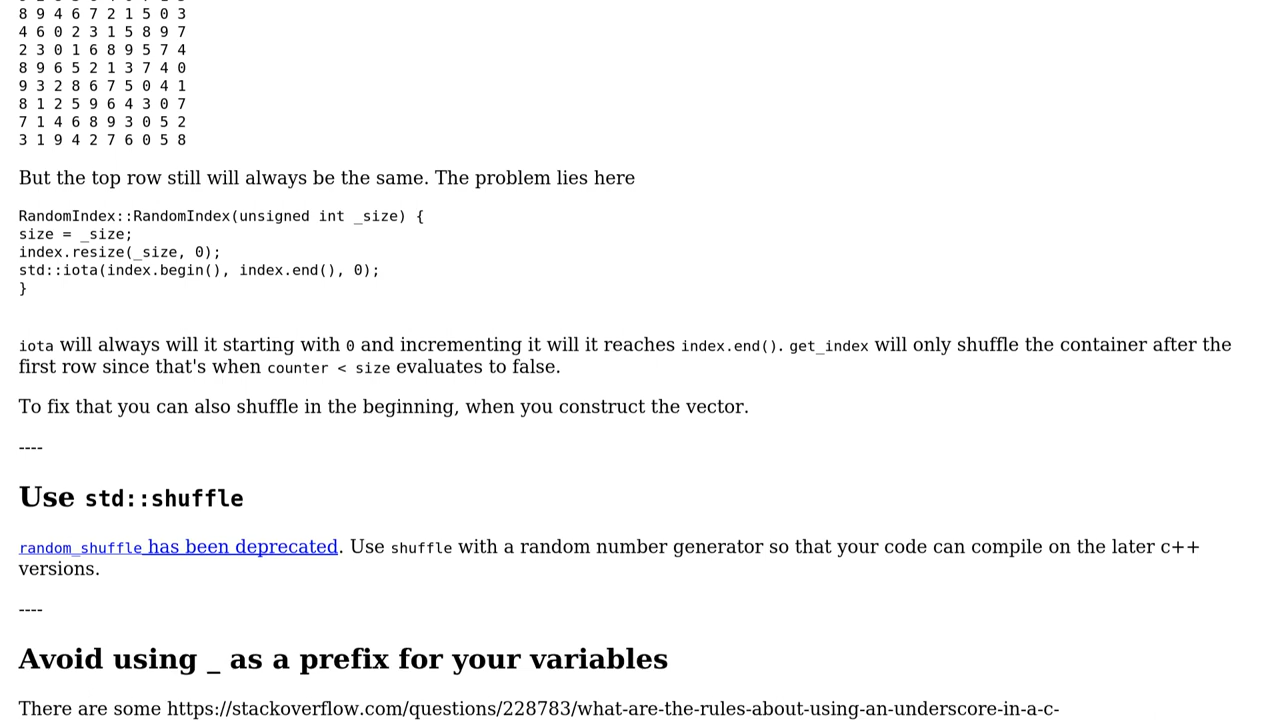 8 9 4 6 7 2 1 5 0 3
4 6 0 2 3 1 5 8 9 7
2 3 0 1 6 8 9 5 7 4
8 9 6 5 2 1 3 7 4 0
9 3 2 8 6 7 5 0 4 1
8 1 2 5 9 6 4 3 0 7
7 1 4 6 8 9 3 0 5 2
3 1 9 4 2 7 6 0 5 8
But the top row still will always be the same. The problem lies here
RandomIndex::RandomIndex(unsigned int _size) {
size = _size;
index.resize(_size, 0);
std::iota(index.begin(), index.end(), 0);
}
iota will always will it starting with 0 and incrementing it will it reaches index.end(). get_index will only shuffle the container after the
first row since that's when counter < size evaluates to false.
To fix that you can also shuffle in the beginning, when you construct the vector.
----
Use std::shuffle
random_shuffle has been deprecated. Use shuffle with a random number generator so that your code can compile on the later c++
versions.
----
Avoid using _ as a prefix for your variables
There are some https://stackoverflow.com/questions/228783/what-are-the-rules-about-using-an-underscore-in-a-c-